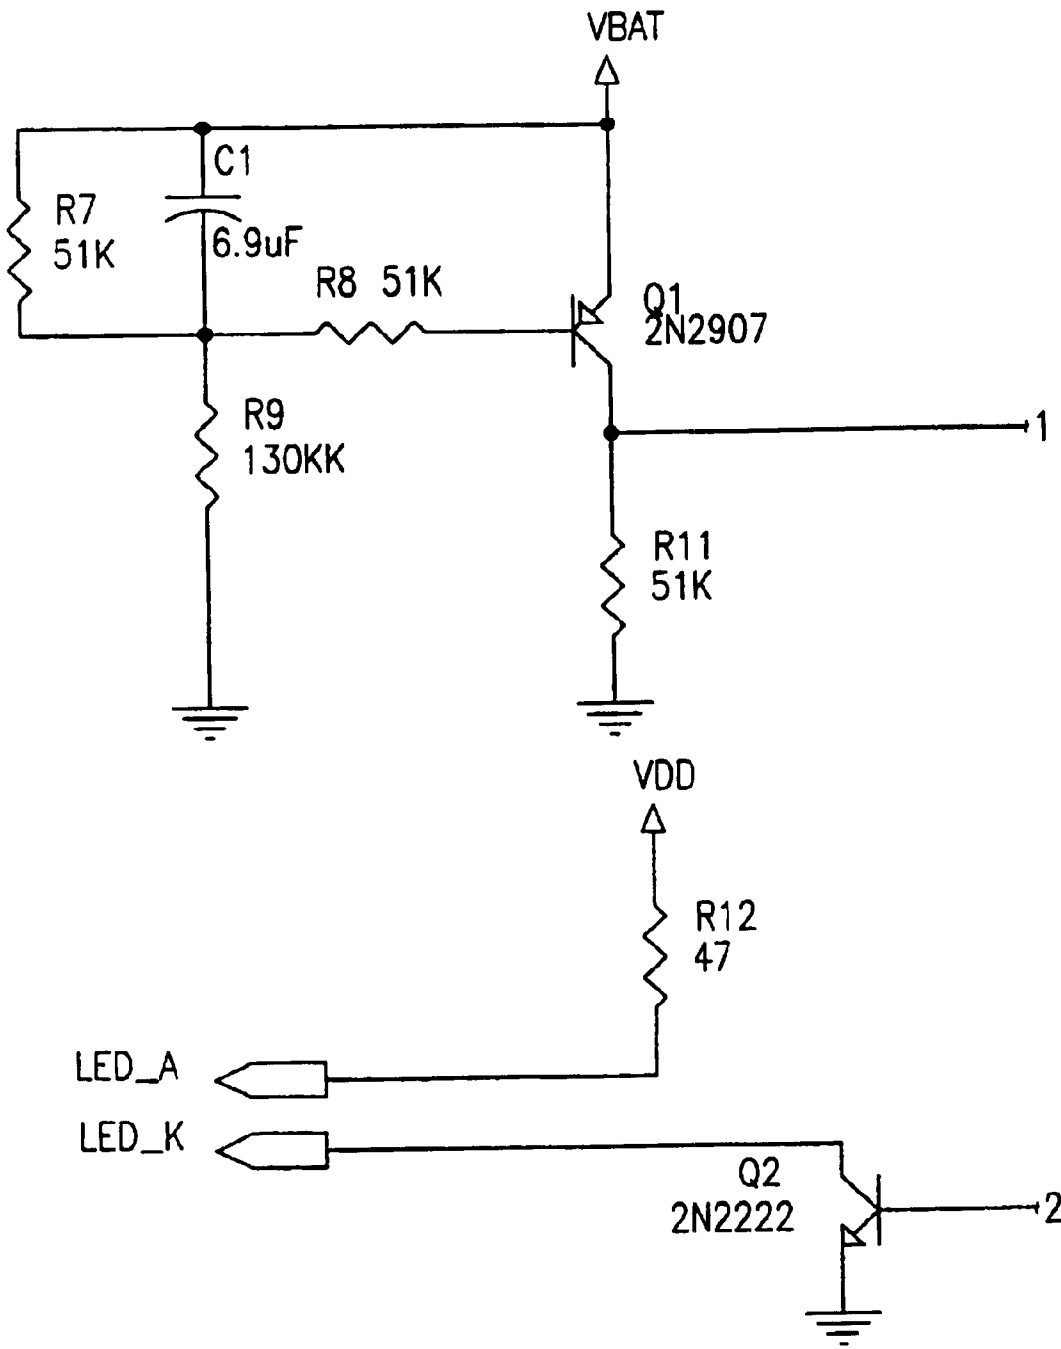 VBAT
C1
R7
51K
6.9uF
R8 51K
Q1
2N2907
R9
130KK
1
R11
51K
VDD
R12
47
LED_A
LED_K
Q2
2N2222
2